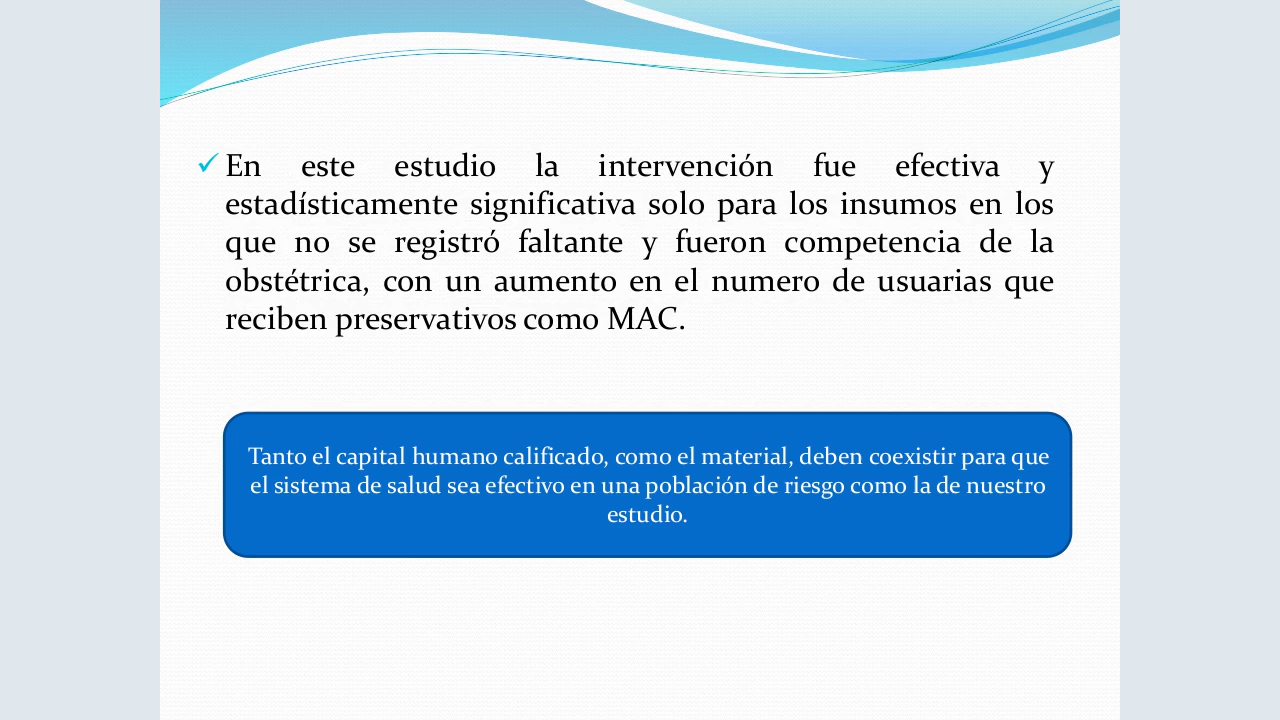 En este estudio la intervención fue efectiva y
estadísticamente significativa solo para los insumos en los
que no se registró faltante y fueron competencia de la
obstétrica, con un aumento en el numero de usuarias que
reciben preservativos como MAC.
Tanto el capital humano calificado, como el material, deben coexistir para que
el sistema de salud sea efectivo en una población de riesgo como la de nuestro
estudio.